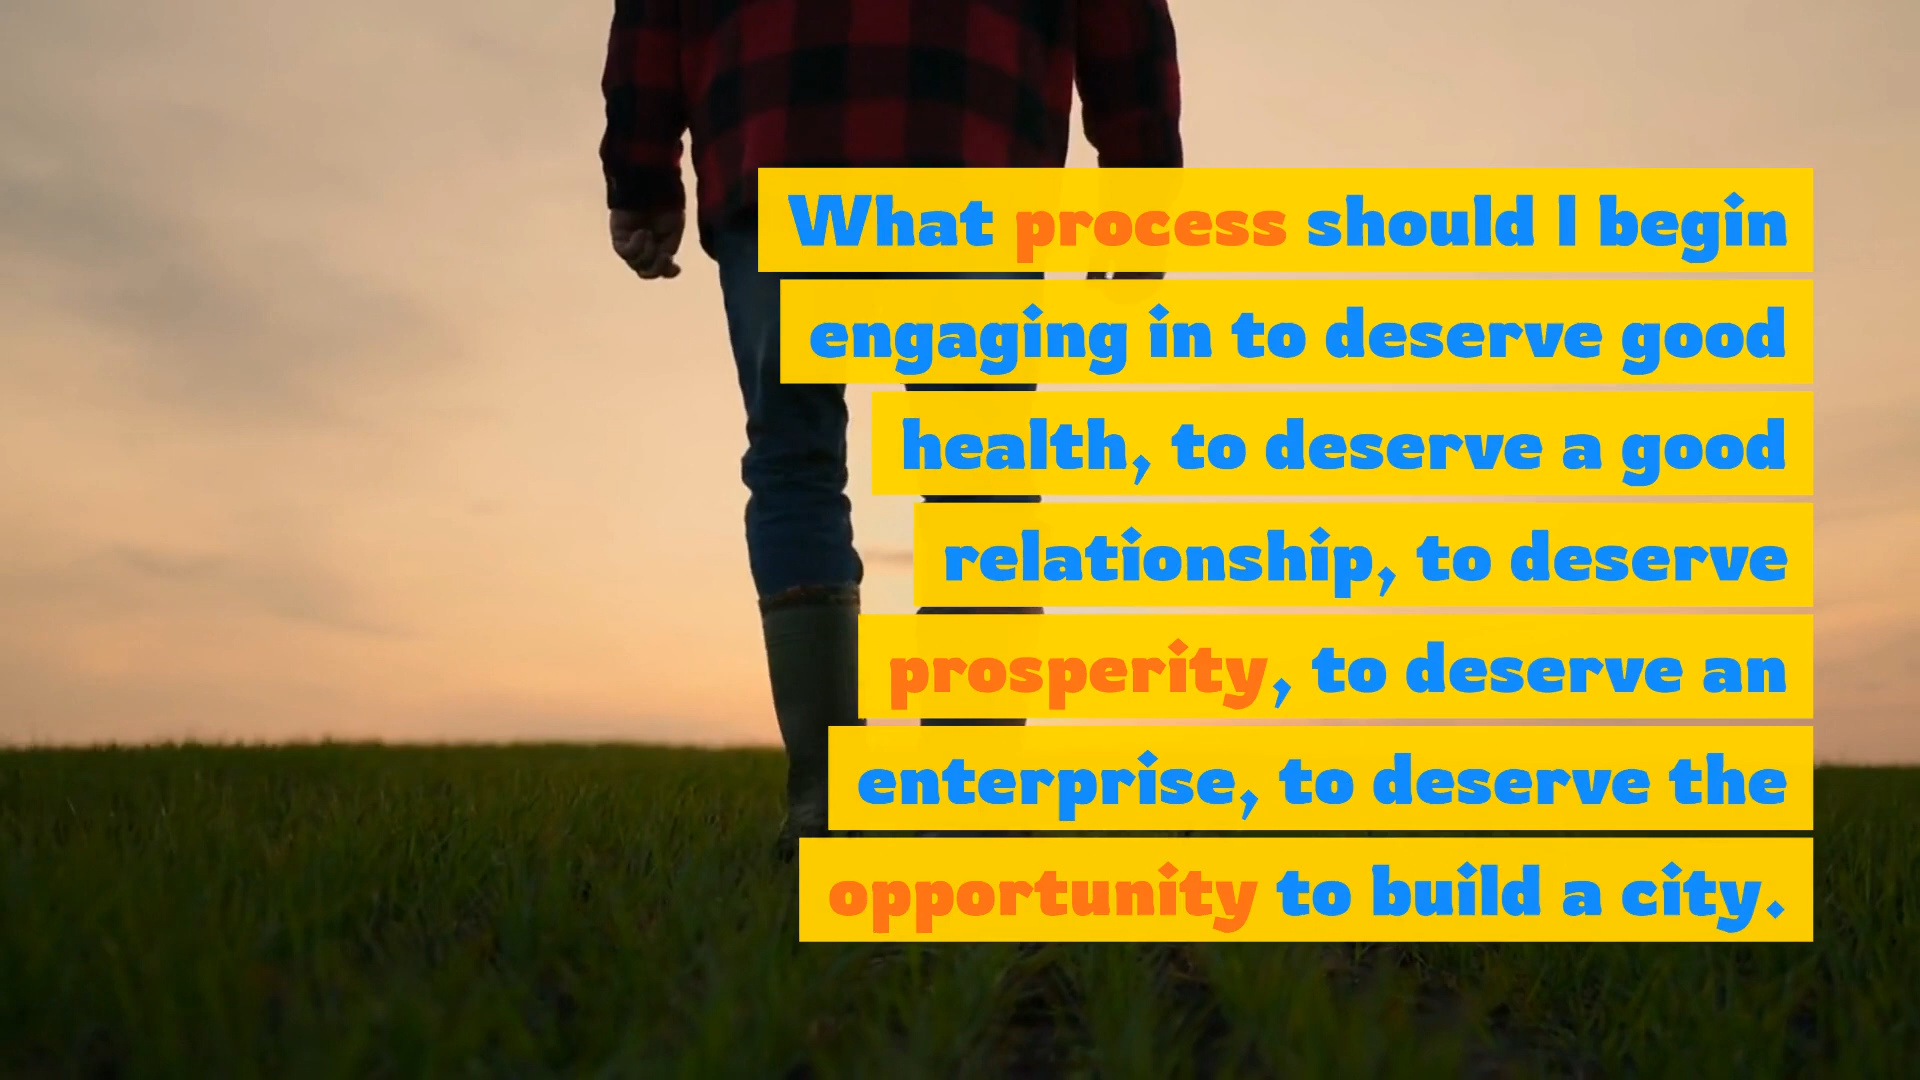 What process should I begin
engaging in to deserve good
health, to deserve a good
relationship, to deserve
prosperity, to deserve an
enterprise, to deserve the
opportunity to build a city.